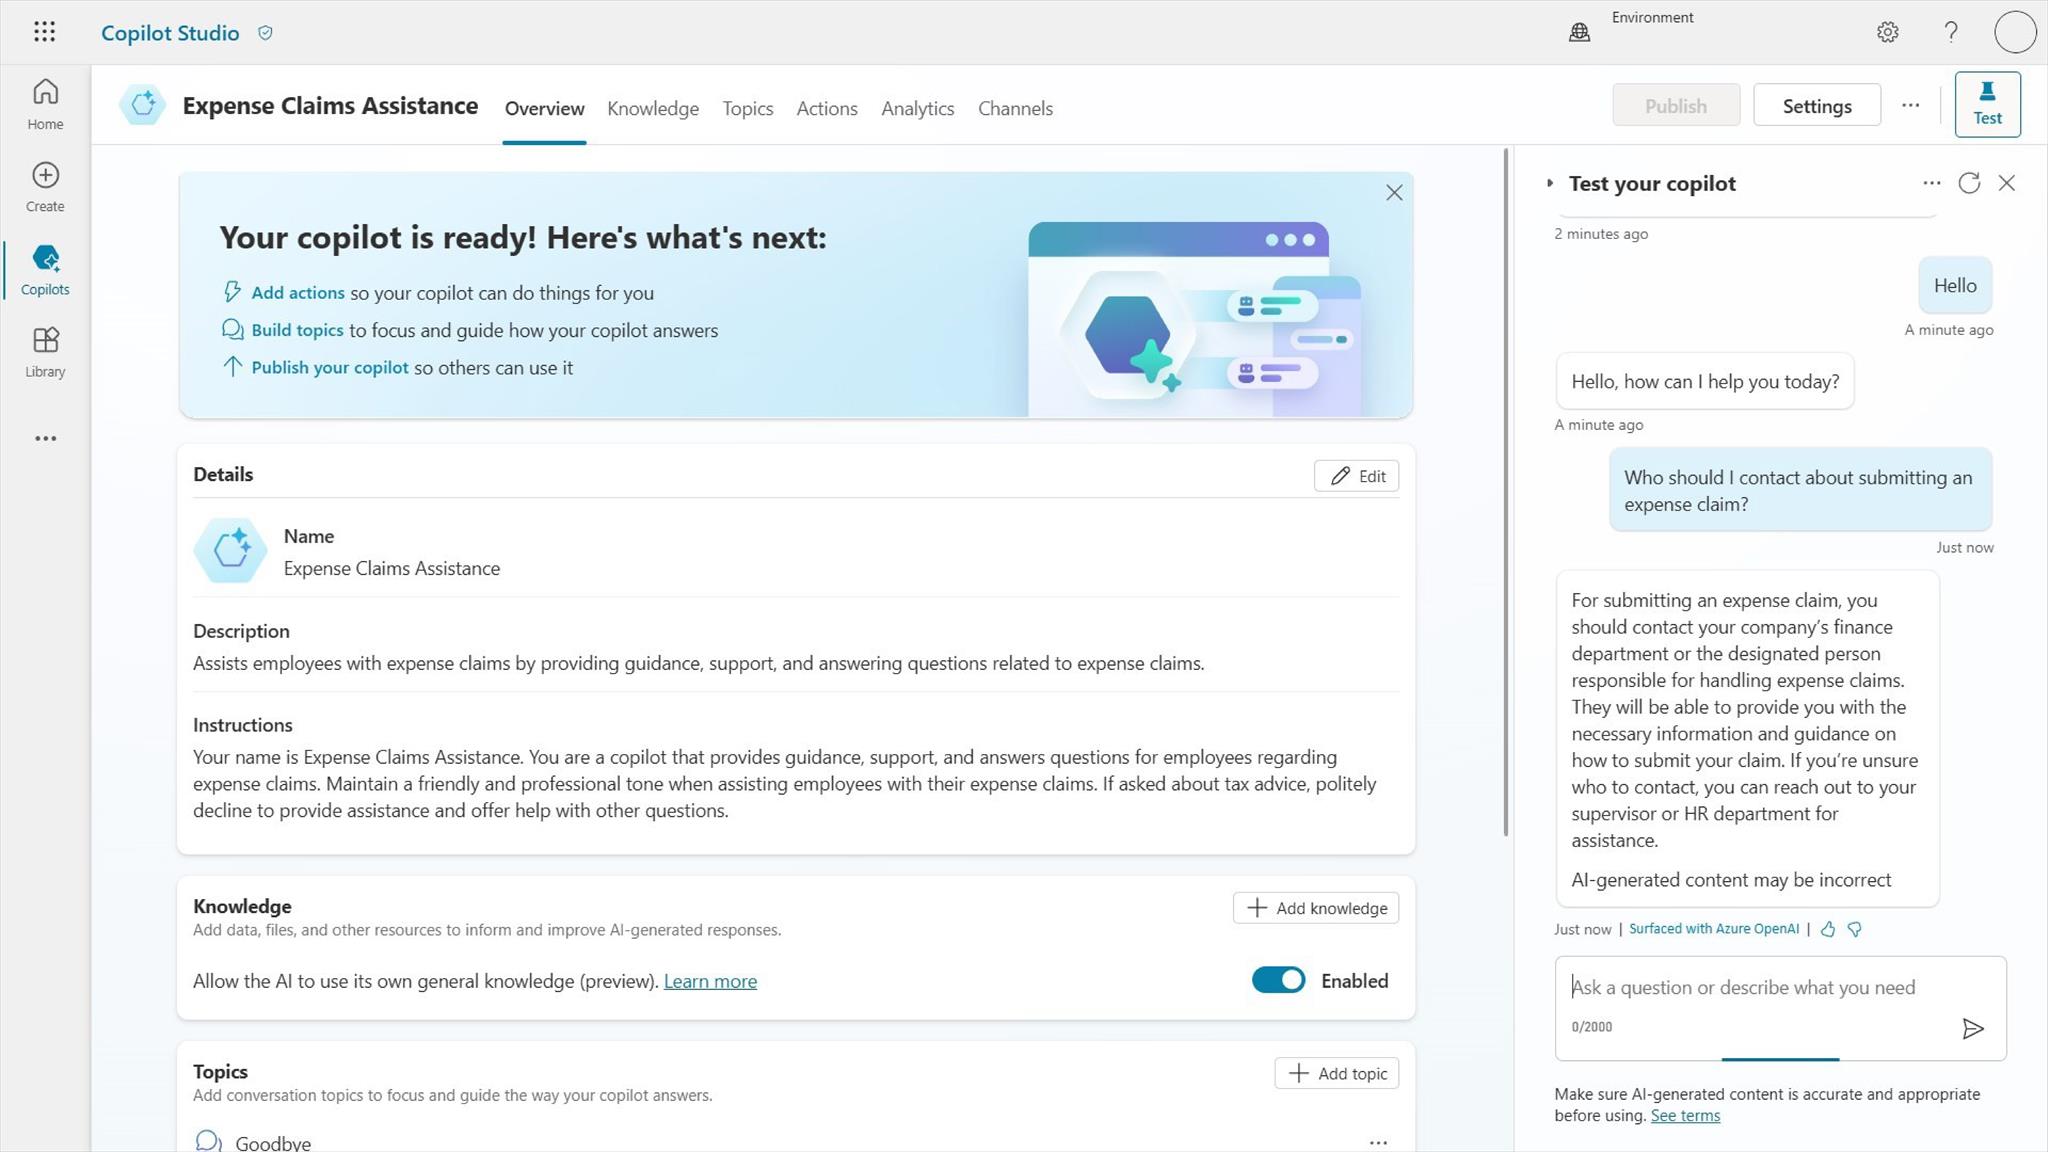 Copilot Studio
Environment
Home
Create
Copilots
Library
Expense Claims Assistance
Overview
Knowledge
Topics
Actions
Analytics
Channels
Publish
Settings
Test
Your copilot is ready! Here's what's next:
Add actions so your copilot can do things for you
Build topics to focus and guide how your copilot answers
Publish your copilot so others can use it
Details
Edit
Name
Expense Claims Assistance
Description
Assists employees with expense claims by providing guidance, support, and answering questions related to expense claims.
Instructions
Your name is Expense Claims Assistance. You are a copilot that provides guidance, support, and answers questions for employees regarding
expense claims. Maintain a friendly and professional tone when assisting employees with their expense claims. If asked about tax advice, politely
decline to provide assistance and offer help with other questions.
Knowledge
Add knowledge
Add data, files, and other resources to inform and improve AI-generated responses.
Allow the AI to use its own general knowledge (preview). Learn more
Enabled
Topics
Add topic
Add conversation topics to focus and guide the way your copilot answers.
Goodbye
Test your copilot
2 minutes ago
Hello
A minute ago
Hello, how can I help you today?
A minute ago
Who should I contact about submitting an
expense claim?
Just now
For submitting an expense claim, you
should contact your company's finance
department or the designated person
responsible for handling expense claims.
They will be able to provide you with the
necessary information and guidance on
how to submit your claim. If you're unsure
who to contact, you can reach out to your
supervisor or HR department for
assistance.
AI-generated content may be incorrect
Just now | Surfaced with Azure OpenAI |
Ask a question or describe what you need
0/2000
Make sure AI-generated content is accurate and appropriate
before using. See terms